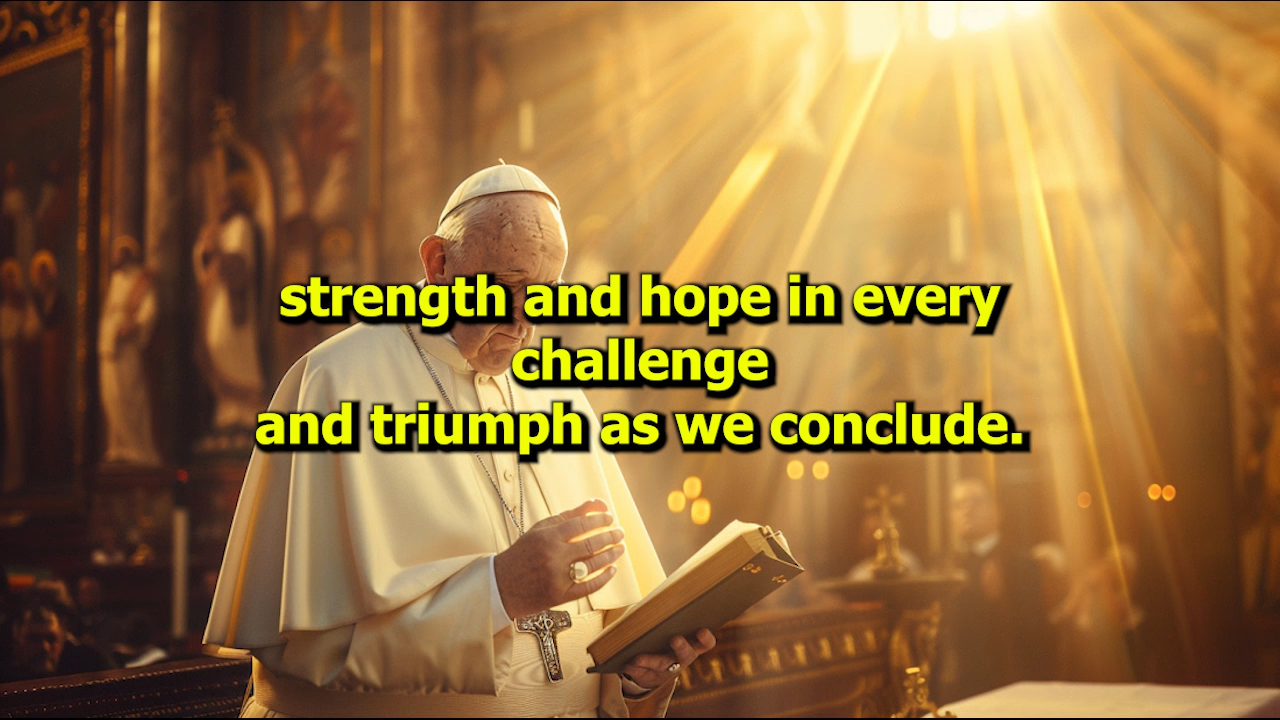 strength and hope in every
challenge
and triumph as we conclude.